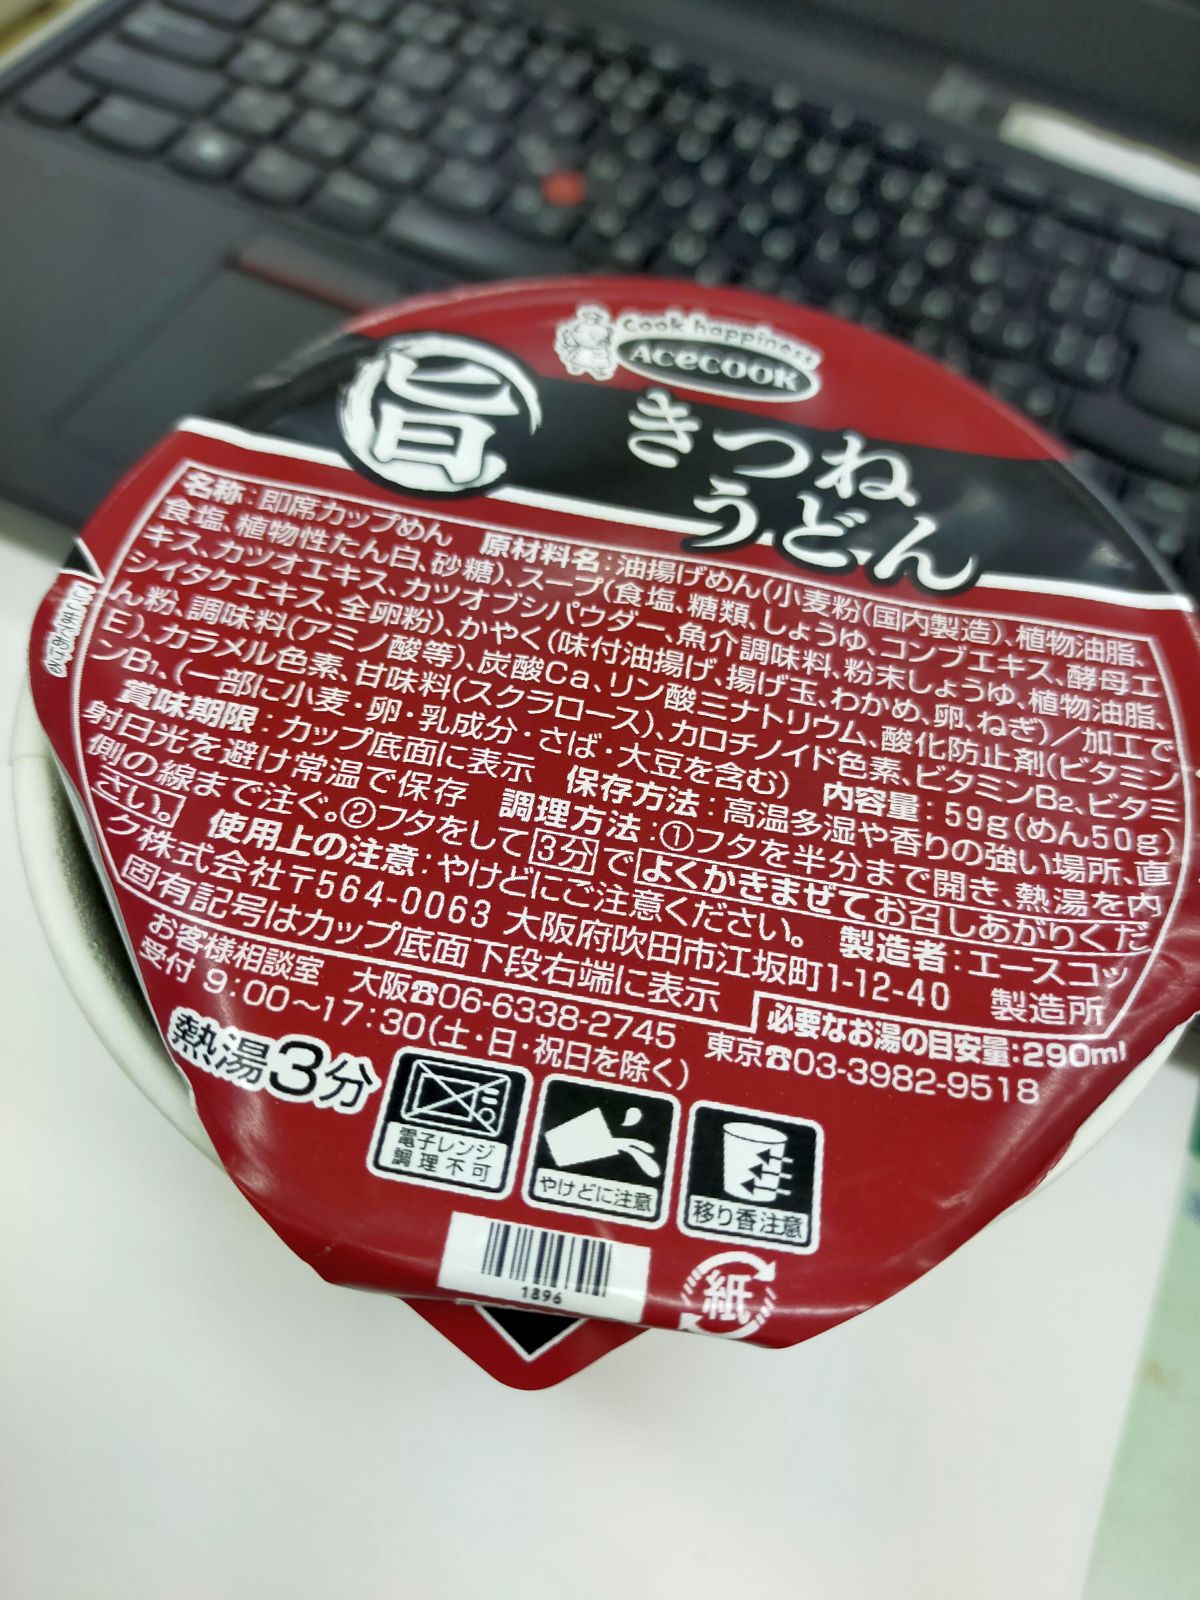 Cook happiness
Acecook
旨
きつね
うどん
名称:即席カップめん 原材料名:油揚げめん(小麦粉(国内製造)、植物油脂、
食塩、植物性たん白、砂糖)、スープ(食塩、糖類、しょうゆ、コンブエキス、酵母エ
キス、カツオエキス、カツオブシパウダー、魚介調味料、粉末しょうゆ、植物油脂、
シイタケエキス、全卵粉)、かやく(味付油揚げ、揚げ玉、わかめ、卵、ねぎ)/加工で
ん粉、調味料(アミノ酸等)、炭酸Ca、リン酸三ナトリウム、酸化防止剤(ビタミン
E)、カラメル色素、甘味料(スクラロース)、カロチノイド色素、ビタミンB2、ビタミ
ンB1、(一部に小麦・卵・乳成分・さば・大豆を含む) 内容量:59g(めん50g)
賞味期限:カップ底面に表示 保存方法:高温多湿や香りの強い場所、直
射日光を避け常温で保存 調理方法:①フタを半分まで開き、熱湯を内
側の線まで注ぐ。②フタをして3分でよくかきまぜてお召しあがりくだ
さい。 使用上の注意:やけどにご注意ください。 製造者:エースコッ
ク株式会社〒564-0063 大阪府吹田市江坂町1-12-40 製造所
固有記号はカップ底面下段右端に表示
必要なお湯の目安量:290ml
お客様相談室 大阪☎06-6338-2745 東京☎03-3982-9518
受付 9:00～17:30(土・日・祝日を除く)
熱湯3分
電子レンジ
調理不可
やけどに注意
移り香注意
1896
紙